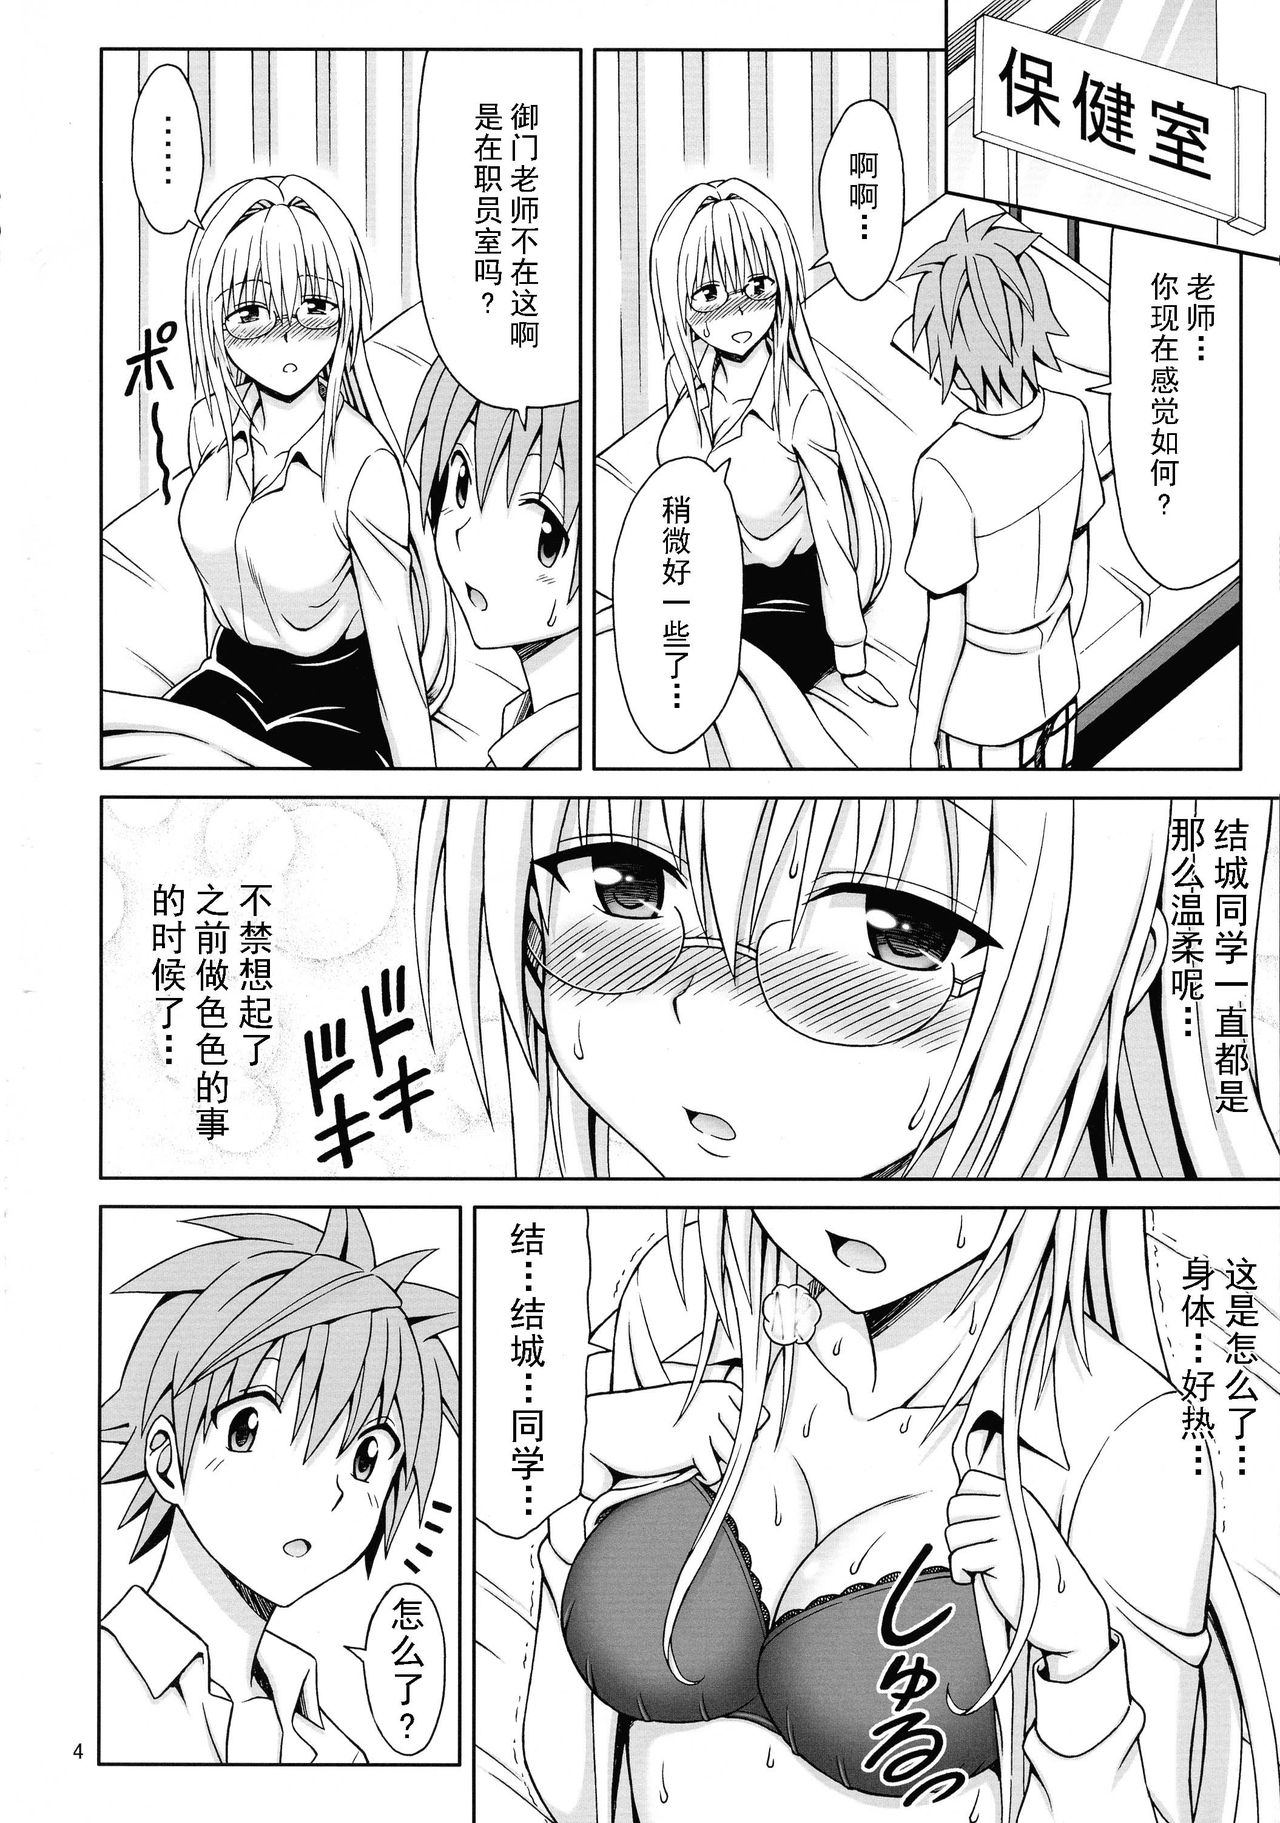 保健室
老师…
你现在感觉如何？
啊啊…
稍微好一些了…
御门老师不在这啊
是在职员室吗？
……
ポ～
结城同学一直都是
那么温柔呢…
ドキ
ドキ
不禁想起了
之前做色色的事
的时候了…
这是怎么了…
身体…好热…
しゅるっ
结…结城…同学…
怎么了？
4